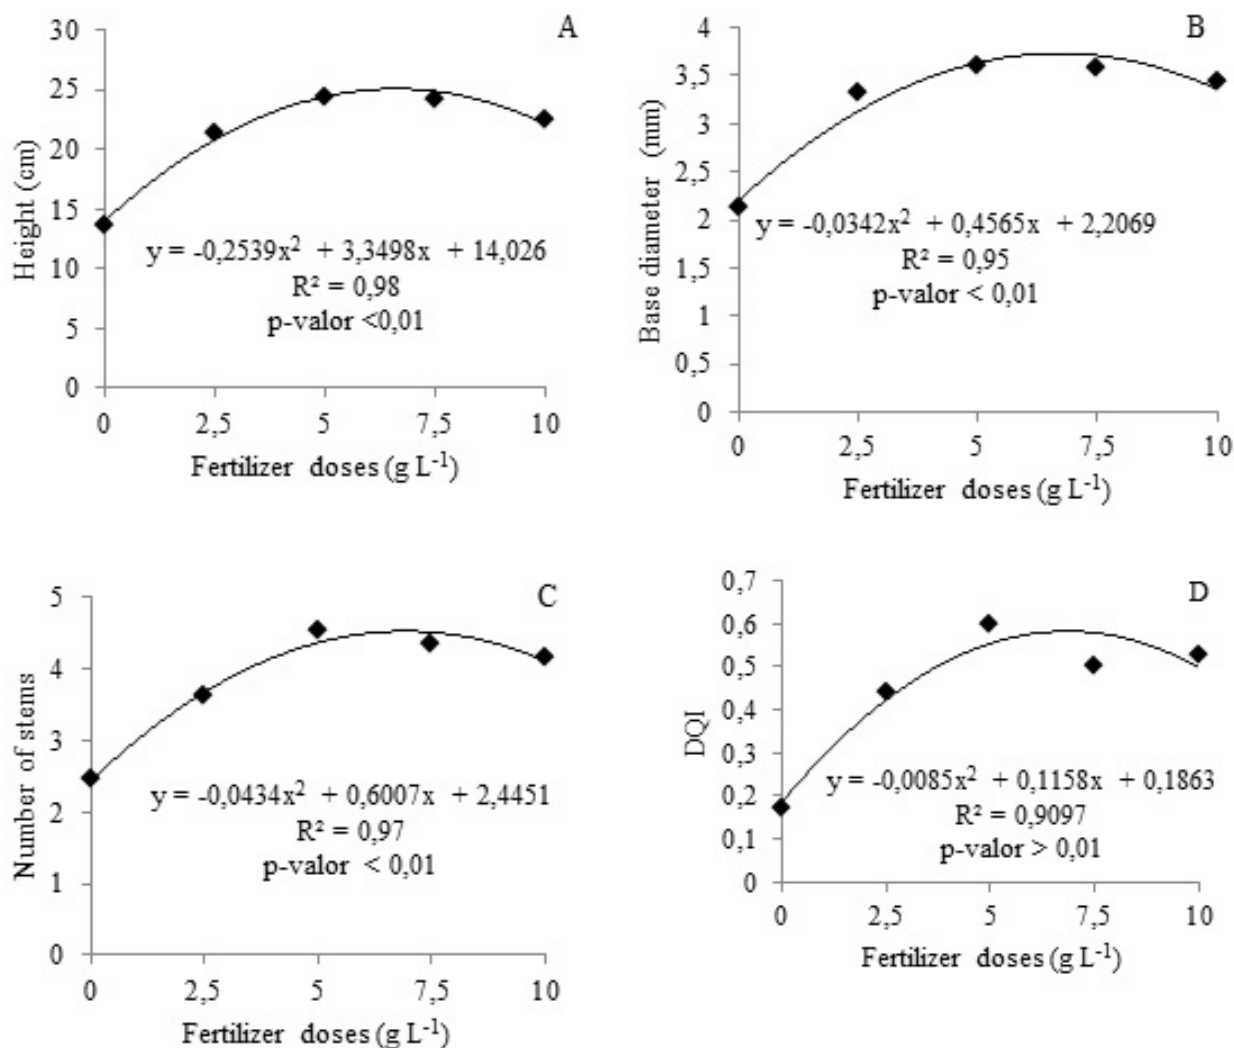 A
30
25
20
15
10
5
0
Height (cm)
y = -0,2539x² + 3,3498x + 14,026
R² = 0,98
p-valor <0,01
0 2,5 5 7,5 10
Fertilizer doses (g L⁻¹)
B
4
3,5
3
2,5
2
1,5
1
0,5
0
Base diameter (mm)
y = -0,0342x² + 0,4565x + 2,2069
R² = 0,95
p-valor < 0,01
0 2,5 5 7,5 10
Fertilizer doses (g L⁻¹)
C
5
4
3
2
1
0
Number of stems
y = -0,0434x² + 0,6007x + 2,4451
R² = 0,97
p-valor < 0,01
0 2,5 5 7,5 10
Fertilizer doses (g L⁻¹)
D
0,7
0,6
0,5
0,4
0,3
0,2
0,1
0
DQI
y = -0,0085x² + 0,1158x + 0,1863
R² = 0,9097
p-valor > 0,01
0 2,5 5 7,5 10
Fertilizer doses (g L⁻¹)